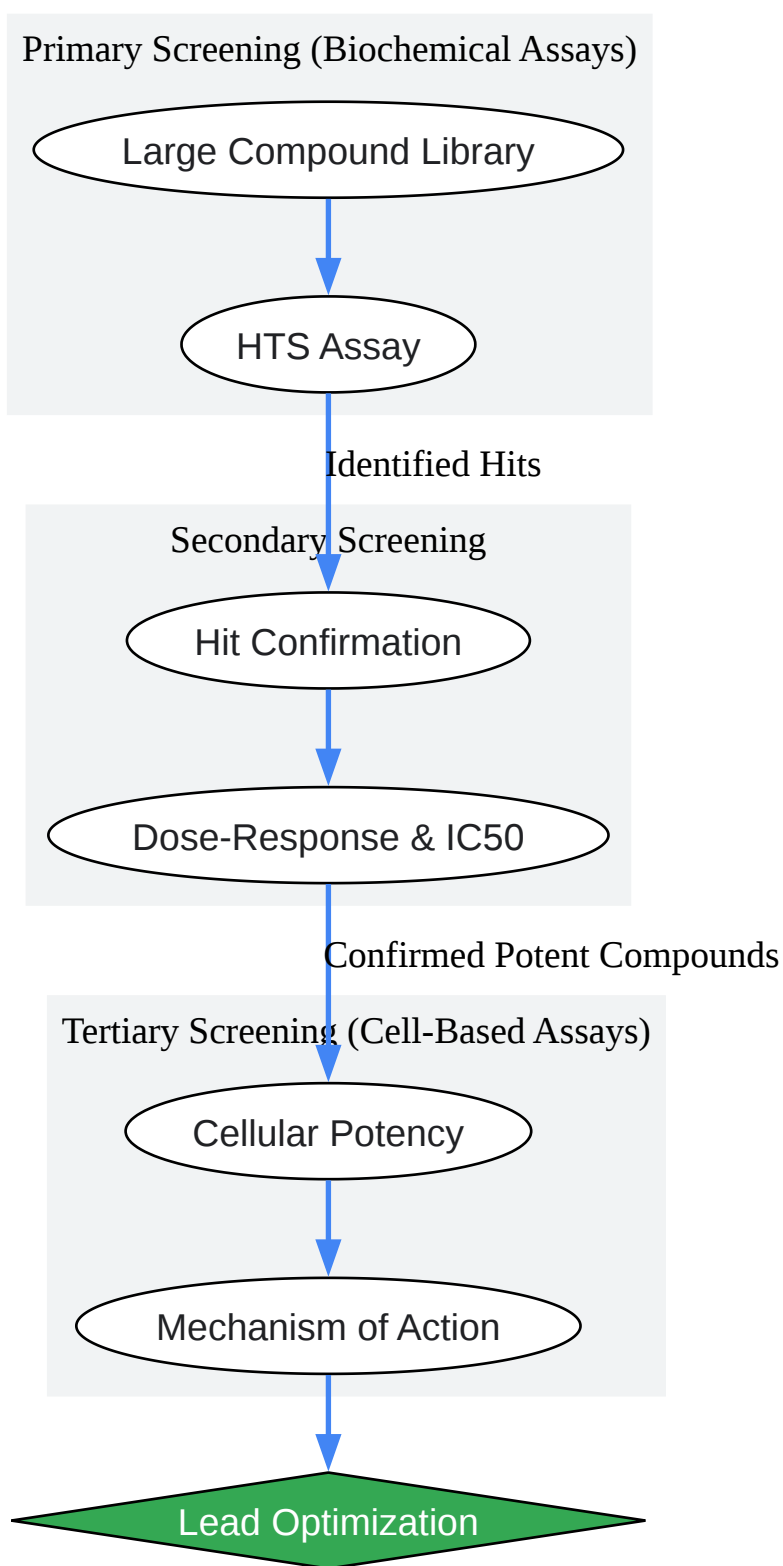 Primary Screening (Biochemical Assays)
Large Compound Library
HTS Assay
Identified Hits
Secondary Screening
Hit Confirmation
Dose-Response & IC50
Confirmed Potent Compounds
Tertiary Screening (Cell-Based Assays)
Cellular Potency
Mechanism of Action
Lead Optimization